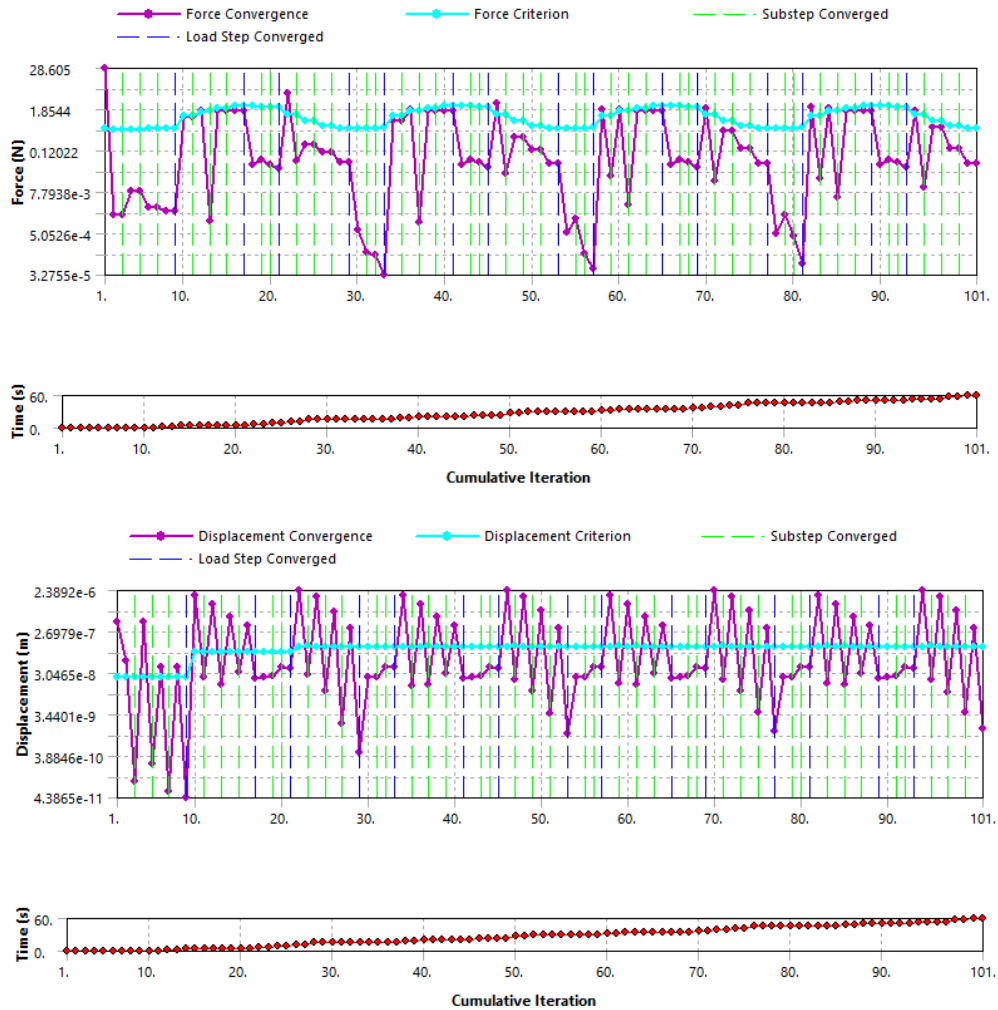 Force Convergence Force Criterion Substep Converged
Load Step Converged
28.605
1.8544
0.12022
7.7938e-3
5.0526e-4
3.2755e-5
Force (N)
1. 10. 20. 30. 40. 50. 60. 70. 80. 90. 101.
60.
0.
Time (s)
1. 10. 20. 30. 40. 50. 60. 70. 80. 90. 101.
Cumulative Iteration
Displacement Convergence Displacement Criterion Substep Converged
Load Step Converged
2.3892e-6
2.6979e-7
3.0465e-8
3.4401e-9
3.8846e-10
4.3865e-11
Displacement (m)
1. 10. 20. 30. 40. 50. 60. 70. 80. 90. 101.
60.
0.
Time (s)
1. 10. 20. 30. 40. 50. 60. 70. 80. 90. 101.
Cumulative Iteration